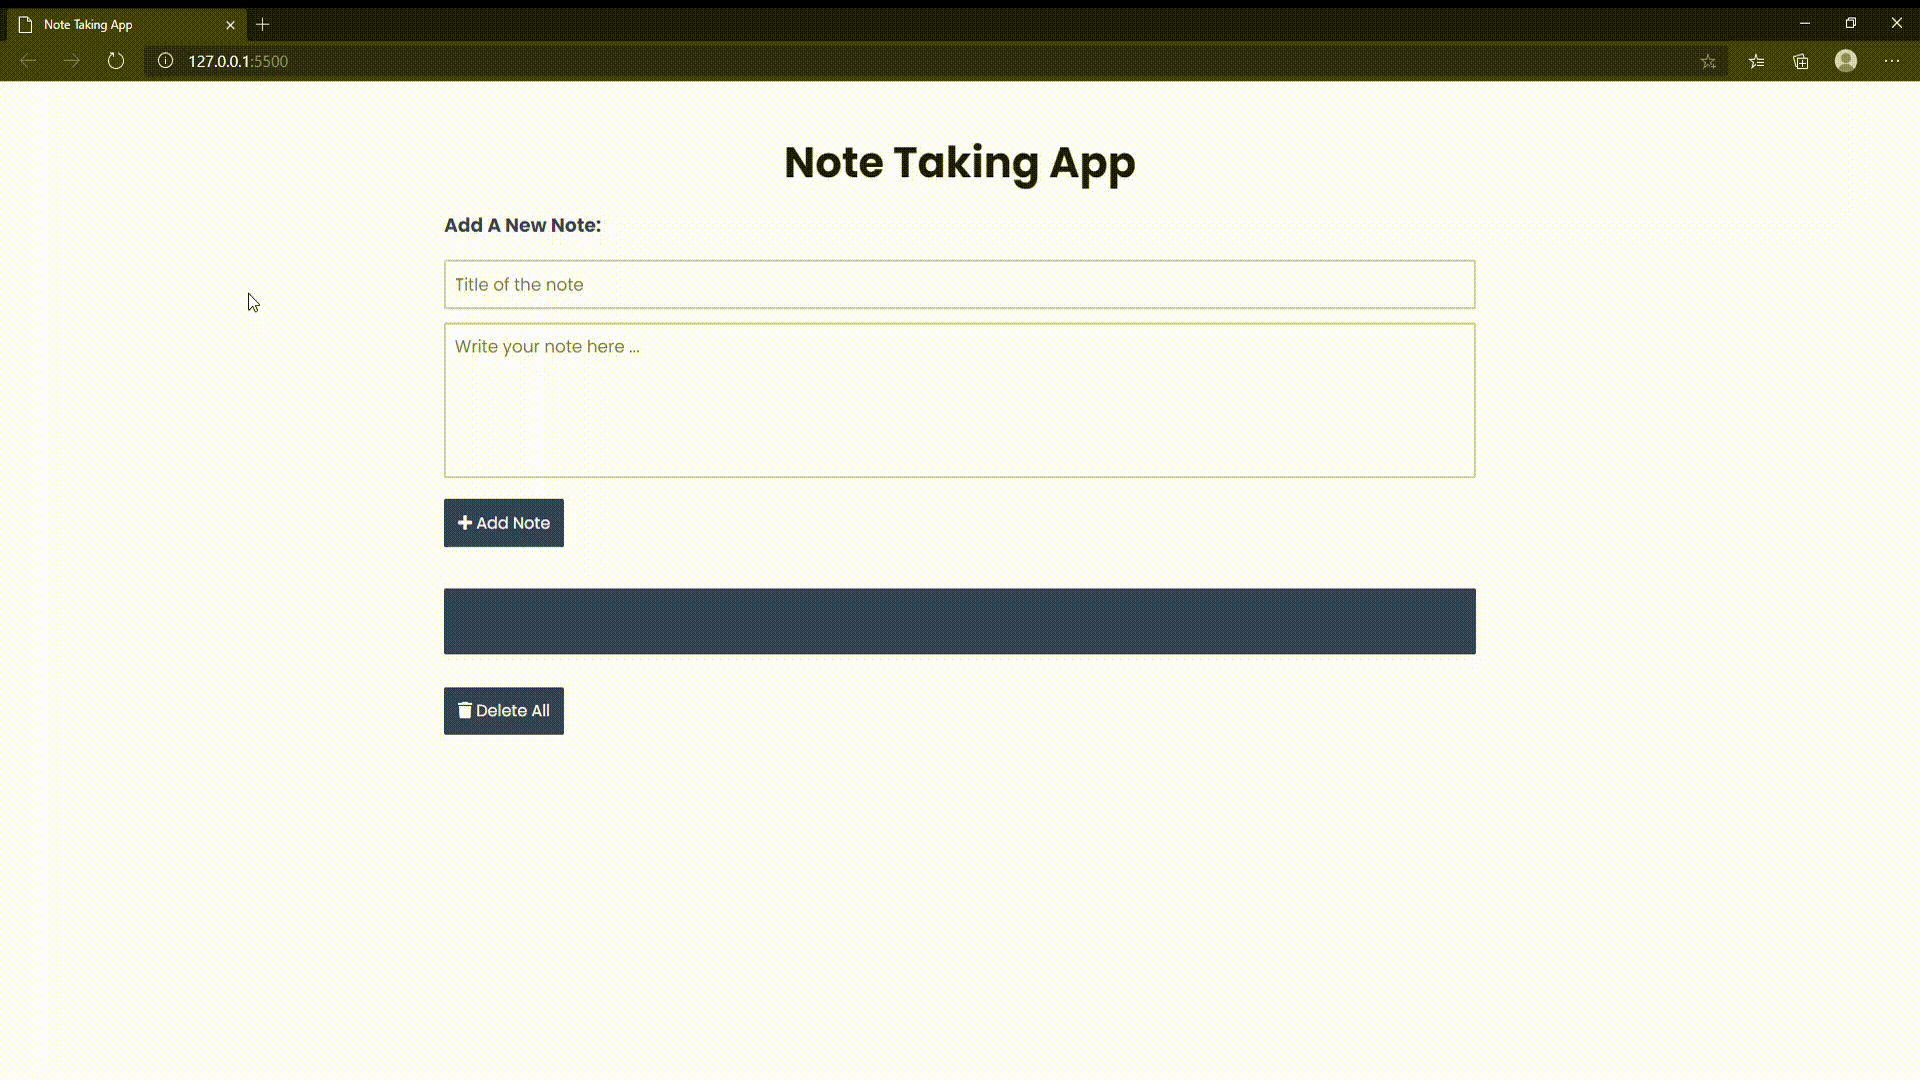 Note Taking App
127.0.0.1:5500
Note Taking App
Add A New Note:
Title of the note
Write your note here ...
Add Note
Delete All